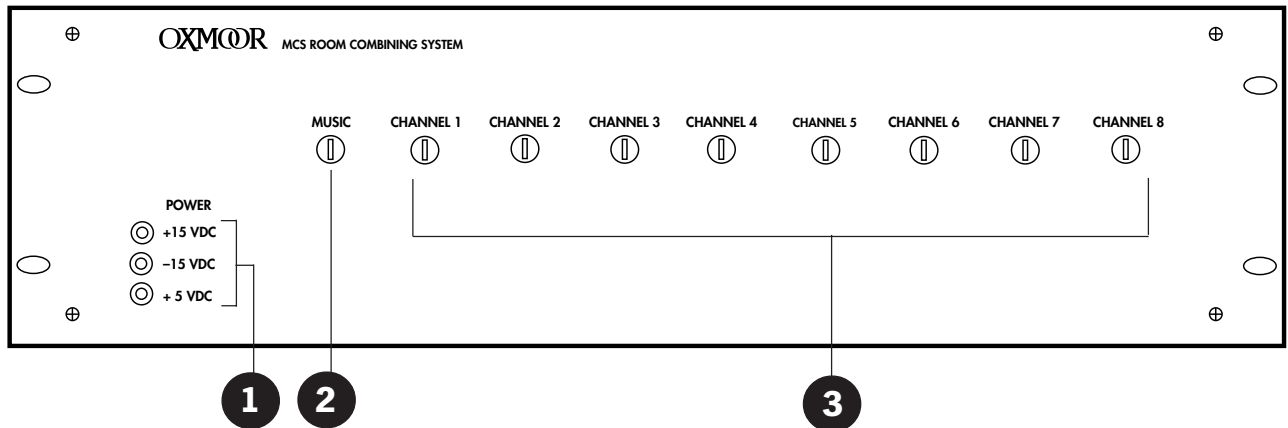 OXMOOR MCS ROOM COMBINING SYSTEM
MUSIC CHANNEL 1 CHANNEL 2 CHANNEL 3 CHANNEL 4 CHANNEL 5 CHANNEL 6 CHANNEL 7 CHANNEL 8
POWER
+15 VDC
–15 VDC
+ 5 VDC
1 2 3